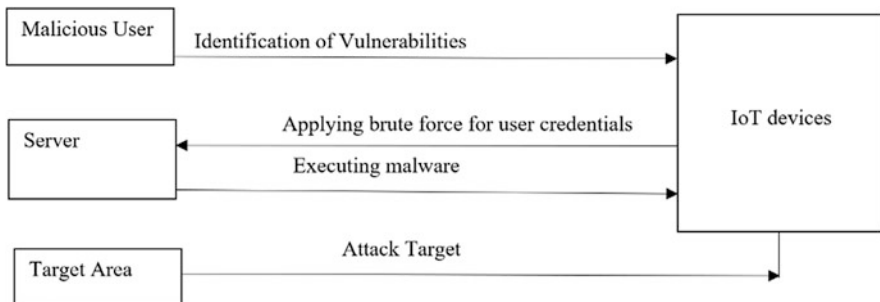 Malicious User
Identification of Vulnerabilities
Applying brute force for user credentials
IoT devices
Server
Executing malware
Attack Target
Target Area